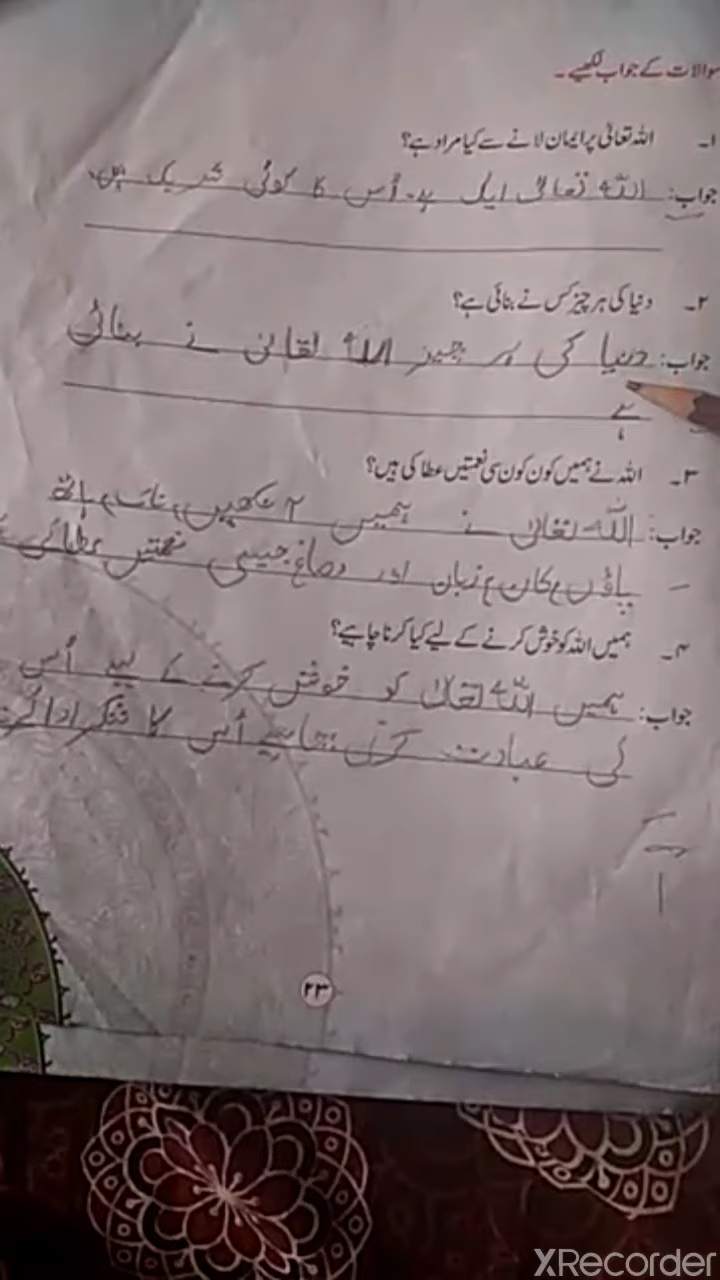 سوالات کے جواب لکھیے۔
۱۔ اللہ تعالیٰ پر ایمان لانے سے کیا مراد ہے؟
جواب: اللہ تعالیٰ ایک ہے۔ اُس کا کوئی شریک
۲۔ دنیا کی ہر چیز کس نے بنائی ہے؟
جواب: دنیا کی ہر چیز اللہ تعالیٰ نے بنائی
ہے
۳۔ اللہ نے ہمیں کون کون سی نعمتیں عطا کی ہیں؟
جواب: اللہ تعالیٰ نے ہمیں آنکھیں، ناک، ہاتھ
پاؤں، کان، زبان اور دماغ جیسی نعمتیں عطا کی
۴۔ ہمیں اللہ کو خوش کرنے کے لیے کیا کرنا چاہیے؟
جواب: ہمیں اللہ تعالیٰ کو خوش کرنے کے لیے اُس
کی عبادت کرنی چاہیے اُس کا شکر ادا
۲۳
XRecorder